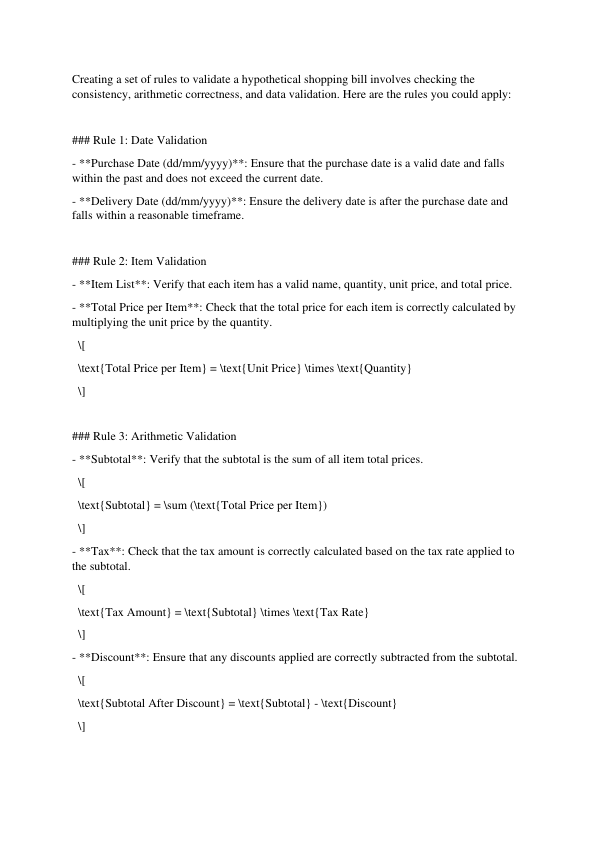 Creating a set of rules to validate a hypothetical shopping bill involves checking the
consistency, arithmetic correctness, and data validation. Here are the rules you could apply:
### Rule 1: Date Validation
- **Purchase Date (dd/mm/yyyy)**: Ensure that the purchase date is a valid date and falls
within the past and does not exceed the current date.
- **Delivery Date (dd/mm/yyyy)**: Ensure the delivery date is after the purchase date and
falls within a reasonable timeframe.
### Rule 2: Item Validation
- **Item List**: Verify that each item has a valid name, quantity, unit price, and total price.
- **Total Price per Item**: Check that the total price for each item is correctly calculated by
multiplying the unit price by the quantity.
\[
\text{Total Price per Item} = \text{Unit Price} \times \text{Quantity}
\]
### Rule 3: Arithmetic Validation
- **Subtotal**: Verify that the subtotal is the sum of all item total prices.
\[
\text{Subtotal} = \sum (\text{Total Price per Item})
\]
- **Tax**: Check that the tax amount is correctly calculated based on the tax rate applied to
the subtotal.
\[
\text{Tax Amount} = \text{Subtotal} \times \text{Tax Rate}
\]
- **Discount**: Ensure that any discounts applied are correctly subtracted from the subtotal.
\[
\text{Subtotal After Discount} = \text{Subtotal} - \text{Discount}
\]